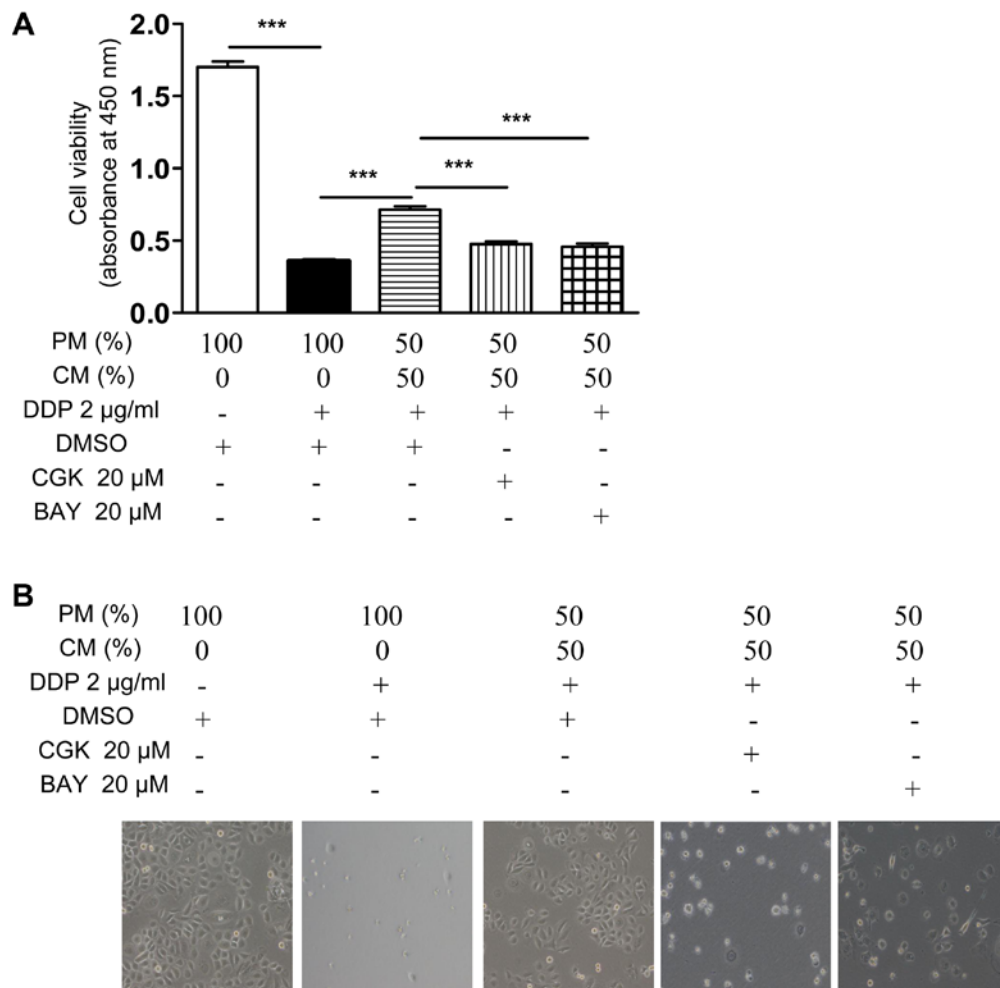 A
Cell viability
(absorbance at 450 nm)
2.0
1.5
1.0
0.5
0.0
***
***
***
***
PM (%) 100 100 50 50 50
CM (%) 0 0 50 50 50
DDP 2 µg/ml - + + + +
DMSO + + + - -
CGK 20 µM - - - + -
BAY 20 µM - - - - +
B
PM (%) 100 100 50 50 50
CM (%) 0 0 50 50 50
DDP 2 µg/ml - + + + +
DMSO + + + - -
CGK 20 µM - - - + -
BAY 20 µM - - - - +